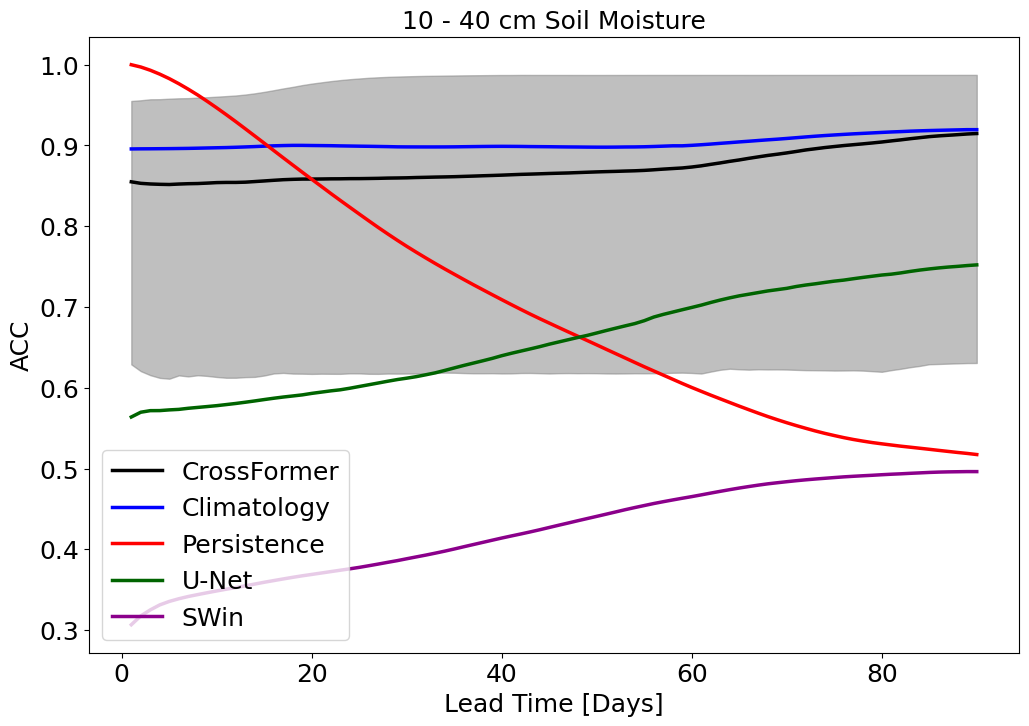 10 - 40 cm Soil Moisture
ACC
1.0
0.9
0.8
0.7
0.6
0.5
0.4
0.3
CrossFormer
Climatology
Persistence
U-Net
SWin
0 20 40 60 80
Lead Time [Days]